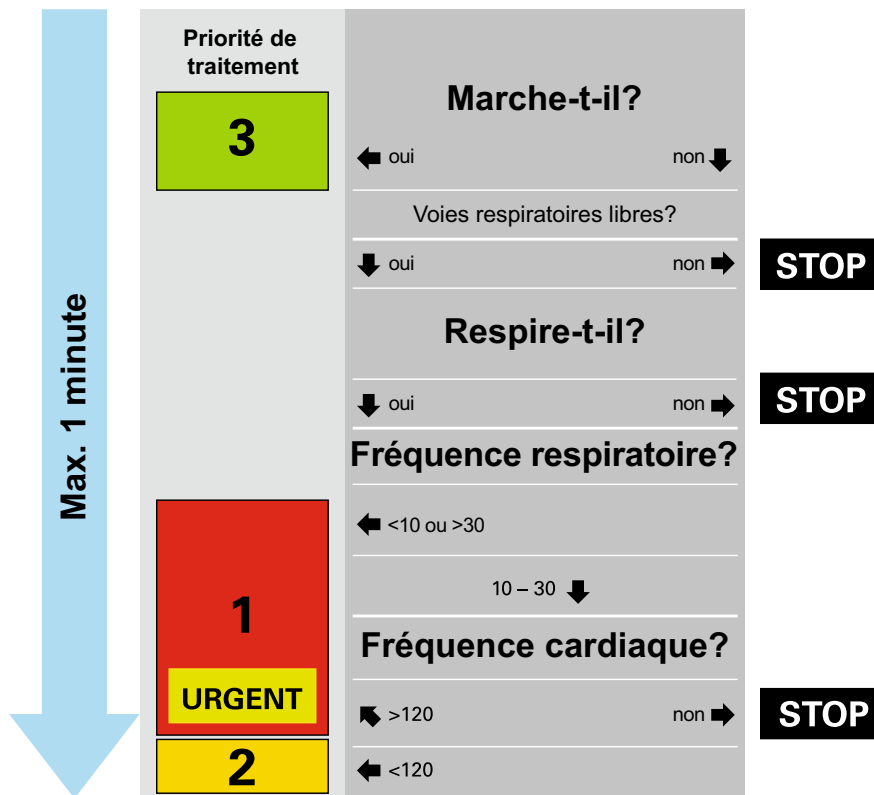 Max. 1 minute
Priorité de
traitement
3
Marche-t-il?
oui
non
Voies respiratoires libres?
oui
non
STOP
Respire-t-il?
oui
non
STOP
Fréquence respiratoire?
<10 ou >30
10 – 30
1
URGENT
Fréquence cardiaque?
>120
non
STOP
2
<120